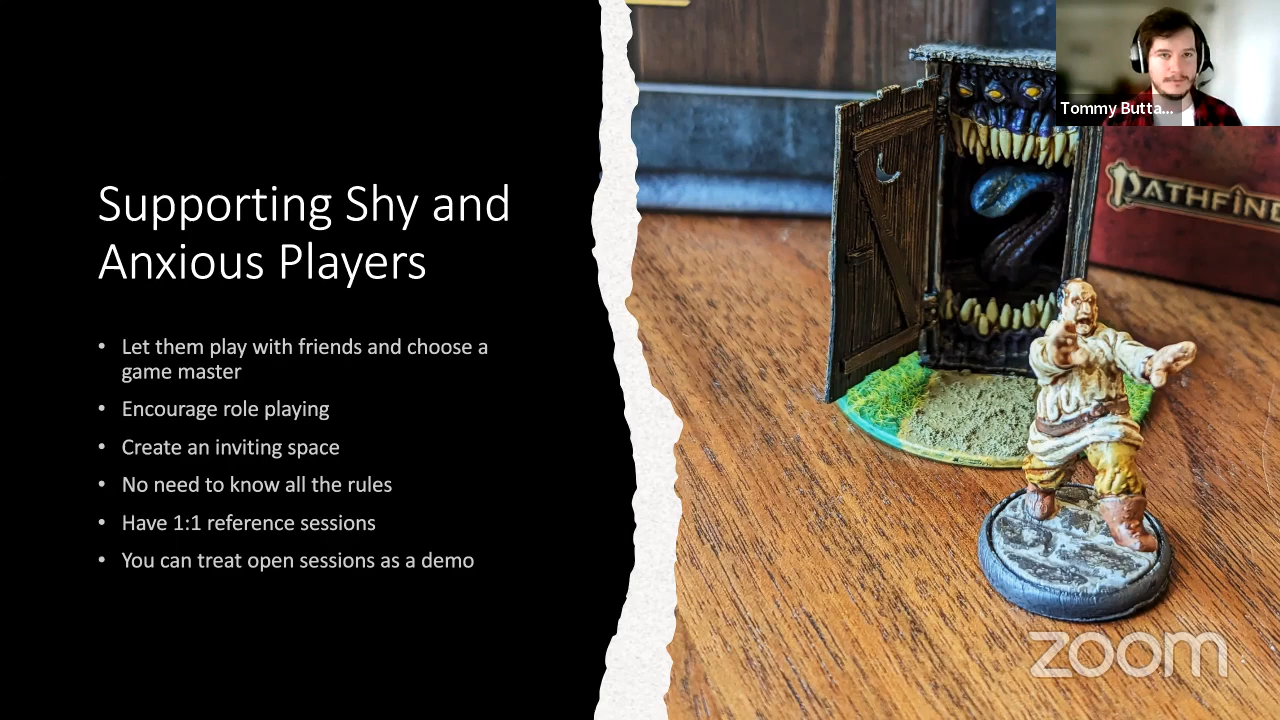 Supporting Shy and
Anxious Players
• Let them play with friends and choose a
game master
• Encourage role playing
• Create an inviting space
• No need to know all the rules
• Have 1:1 reference sessions
• You can treat open sessions as a demo
Tommy Butta...
PATHFIN
zoom